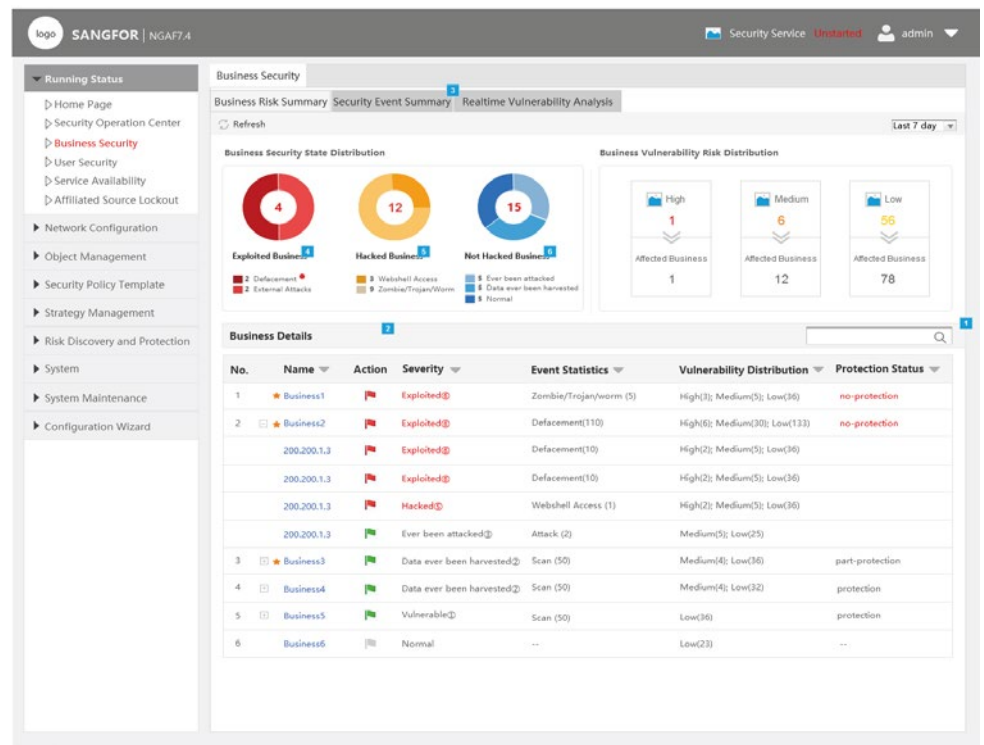 logo SANGFOR | NGAF7.4
Security Service Unstarted admin
Running Status
Home Page
Security Operation Center
Business Security
User Security
Service Availability
Affiliated Source Lockout
Network Configuration
Object Management
Security Policy Template
Strategy Management
Risk Discovery and Protection
System
System Maintenance
Configuration Wizard
Business Security
3
Business Risk Summary Security Event Summary Realtime Vulnerability Analysis
Refresh Last 7 day
Business Security State Distribution
4 12 15
Exploited Business 4 Hacked Business 5 Not Hacked Business 6
2 Defacement
2 External Attacks
3 Webshell Access
9 Zombie/Trojan/Worm
5 Ever been attacked
5 Data ever been harvested
5 Normal
Business Vulnerability Risk Distribution
High Medium Low
1 6 56
Affected Business Affected Business Affected Business
1 12 78
Business Details 2 1
No. Name Action Severity Event Statistics Vulnerability Distribution Protection Status
1 Business1 Exploited⑤ Zombie/Trojan/worm (5) High(3); Medium(5); Low(36) no-protection
2 Business2 Exploited⑤ Defacement(110) High(6); Medium(30); Low(133) no-protection
200.200.1.3 Exploited⑤ Defacement(10) High(2); Medium(5); Low(36)
200.200.1.3 Exploited⑤ Defacement(10) High(2); Medium(5); Low(36)
200.200.1.3 Hacked⑤ Webshell Access (1) High(2); Medium(5); Low(36)
200.200.1.3 Ever been attacked③ Attack (2) Medium(5); Low(25)
3 Business3 Data ever been harvested② Scan (50) Medium(4); Low(36) part-protection
4 Business4 Data ever been harvested② Scan (50) Medium(4); Low(32) protection
5 Business5 Vulnerable① Scan (50) Low(36) protection
6 Business6 Normal -- Low(23) --